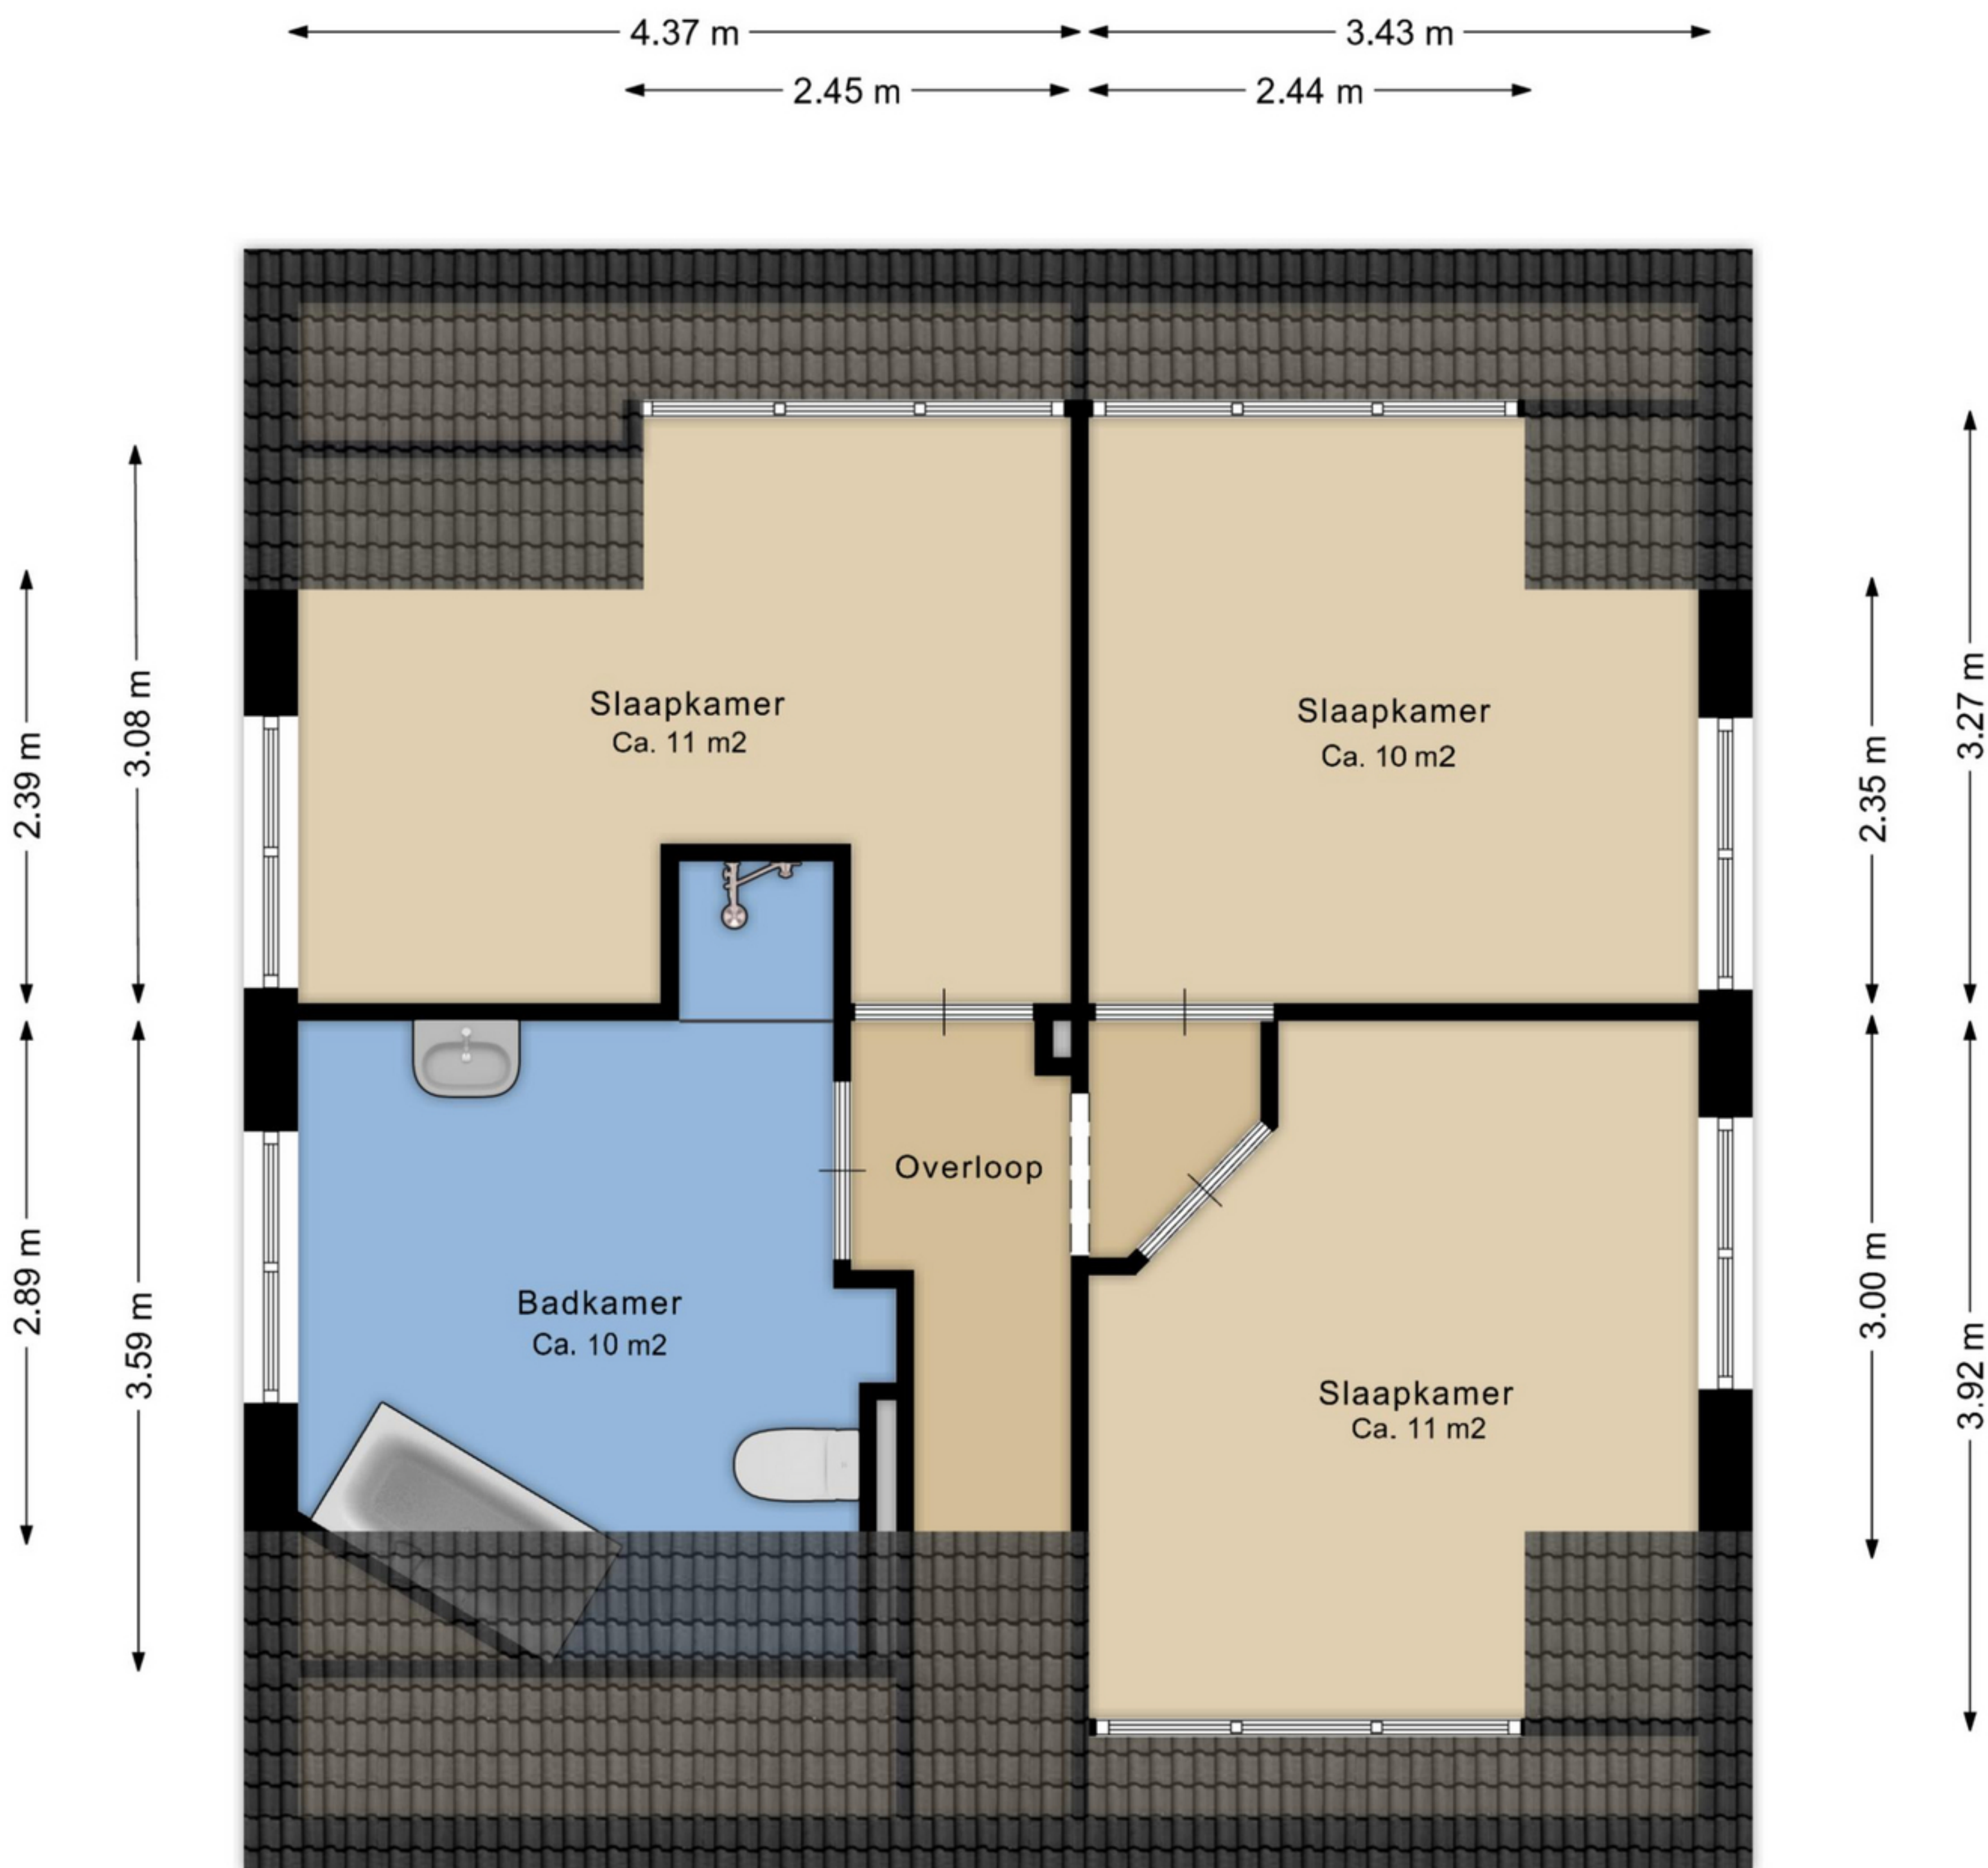 4.37 m
3.43 m
2.45 m
2.44 m
2.39 m
3.08 m
3.27 m
2.35 m
Slaapkamer
Ca. 11 m2
Slaapkamer
Ca. 10 m2
Overloop
2.89 m
3.59 m
3.00 m
3.92 m
Badkamer
Ca. 10 m2
Slaapkamer
Ca. 11 m2